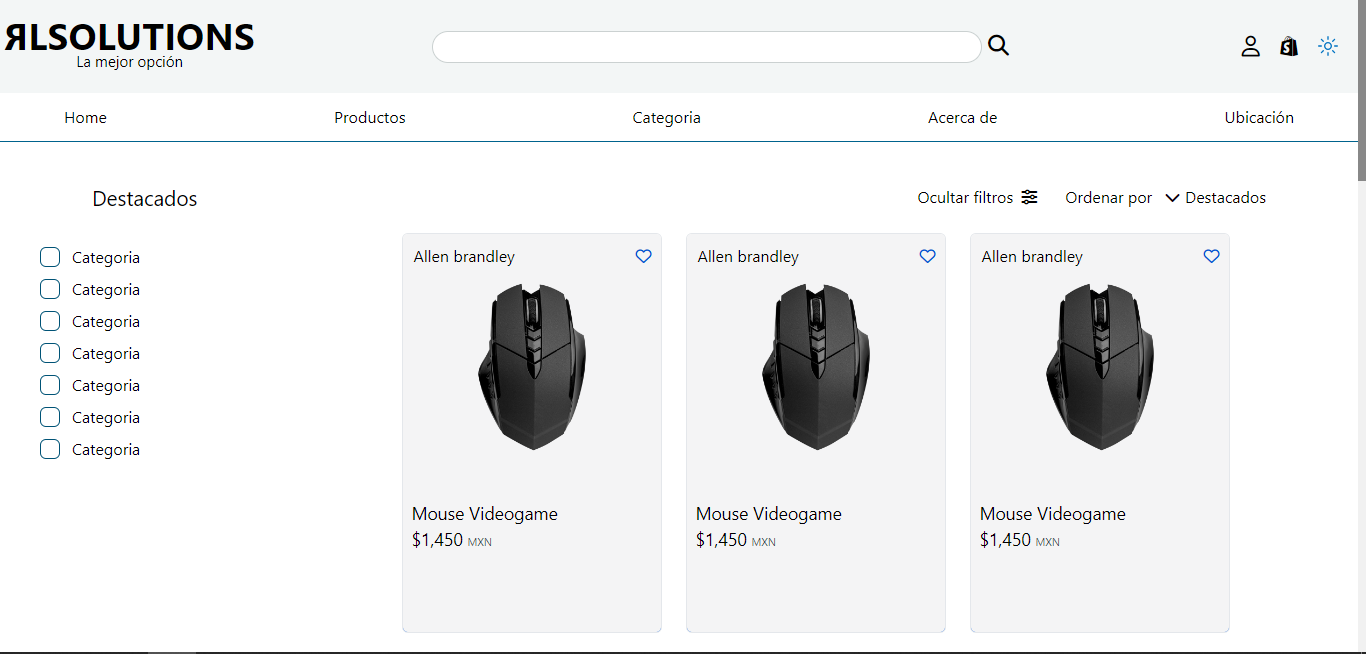 ЯLSOLUTIONS
La mejor opción
Home Productos Categoria Acerca de Ubicación
Destacados Ocultar filtros Ordenar por Destacados
Categoria
Categoria
Categoria
Categoria
Categoria
Categoria
Categoria
Allen brandley Allen brandley Allen brandley
Mouse Videogame Mouse Videogame Mouse Videogame
$1,450 MXN $1,450 MXN $1,450 MXN